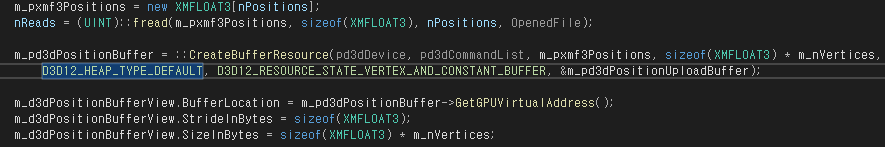 m_pxmf3Positions = new XMFLOAT3[nPositions];
nReads = (UINT)::fread(m_pxmf3Positions, sizeof(XMFLOAT3), nPositions, OpenedFile);
m_pd3dPositionBuffer = ::CreateBufferResource(pd3dDevice, pd3dCommandList, m_pxmf3Positions, sizeof(XMFLOAT3) * m_nVertices,
D3D12_HEAP_TYPE_DEFAULT, D3D12_RESOURCE_STATE_VERTEX_AND_CONSTANT_BUFFER, &m_pd3dPositionUploadBuffer);
m_d3dPositionBufferView.BufferLocation = m_pd3dPositionBuffer->GetGPUVirtualAddress();
m_d3dPositionBufferView.StrideInBytes = sizeof(XMFLOAT3);
m_d3dPositionBufferView.SizeInBytes = sizeof(XMFLOAT3) * m_nVertices;